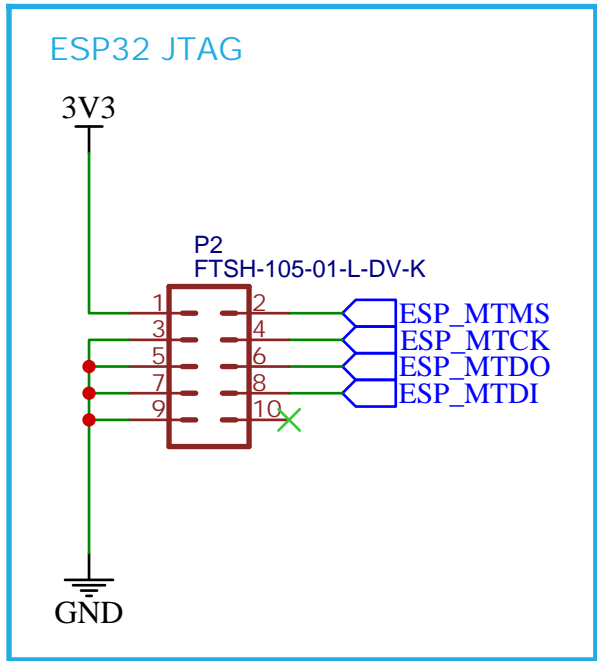 ESP32 JTAG
3V3
P2
FTSH-105-01-L-DV-K
1 2 ESP_MTMS
3 4 ESP_MTCK
5 6 ESP_MTDO
7 8 ESP_MTDI
9 10
GND